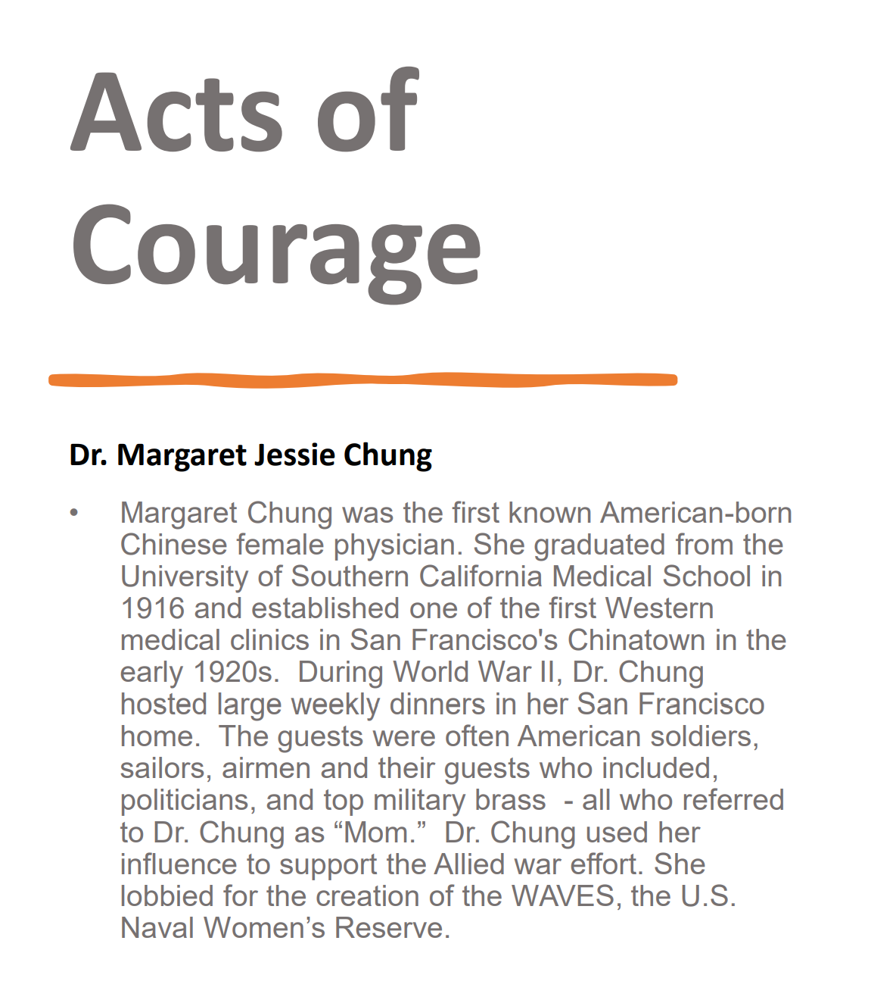 Acts of
Courage
Dr. Margaret Jessie Chung
• Margaret Chung was the first known American-born
Chinese female physician. She graduated from the
University of Southern California Medical School in
1916 and established one of the first Western
medical clinics in San Francisco's Chinatown in the
early 1920s.  During World War II, Dr. Chung
hosted large weekly dinners in her San Francisco
home.  The guests were often American soldiers,
sailors, airmen and their guests who included,
politicians, and top military brass  - all who referred
to Dr. Chung as “Mom.”  Dr. Chung used her
influence to support the Allied war effort. She
lobbied for the creation of the WAVES, the U.S.
Naval Women’s Reserve.